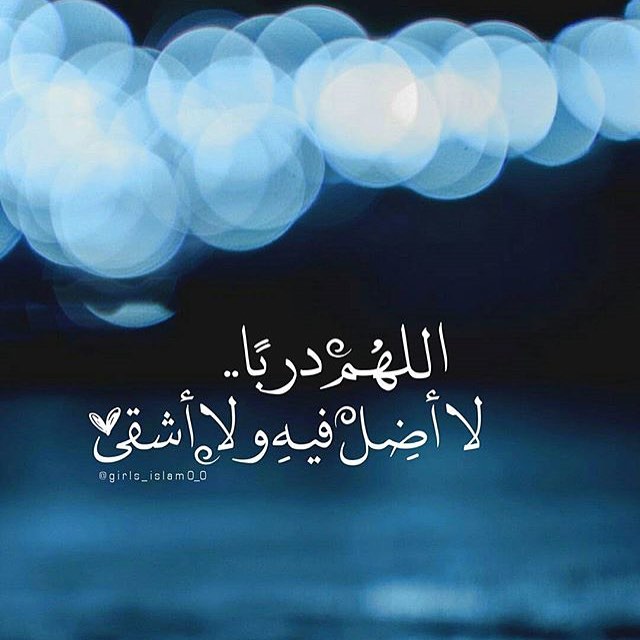 اللهُم دربًا..
لا أضِل فيهِ ولا أشقى
@girls_islam0_0